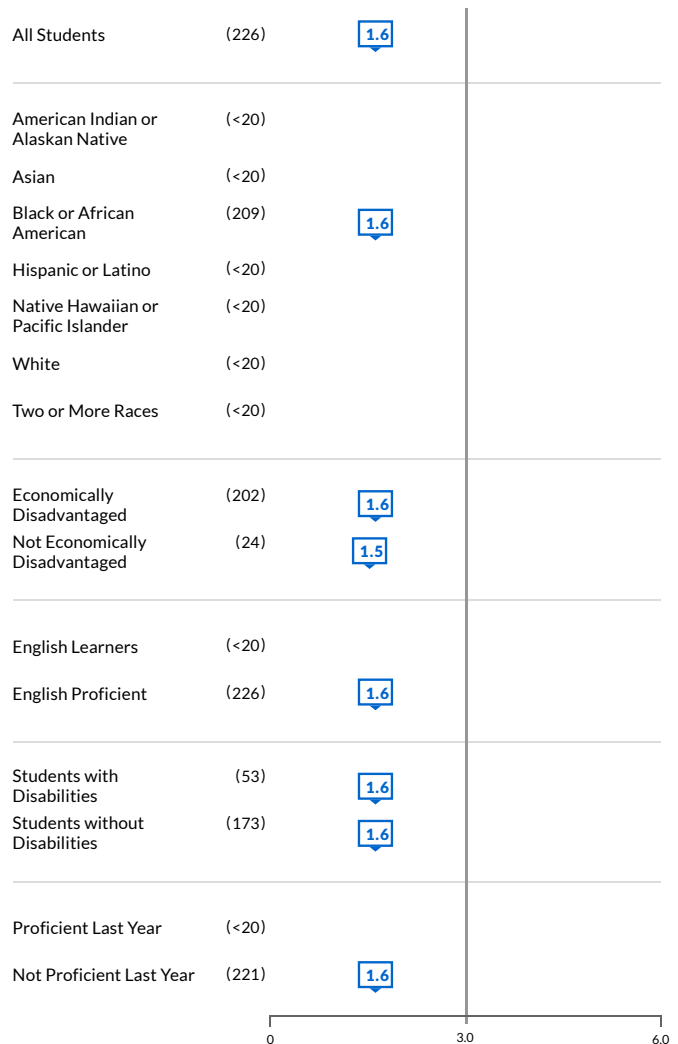 All Students (226) 1.6
American Indian or (<20)
Alaskan Native
Asian (<20)
Black or African (209) 1.6
American
Hispanic or Latino (<20)
Native Hawaiian or (<20)
Pacific Islander
White (<20)
Two or More Races (<20)
Economically (202) 1.6
Disadvantaged
Not Economically (24) 1.5
Disadvantaged
English Learners (<20)
English Proficient (226) 1.6
Students with (53) 1.6
Disabilities
Students without (173) 1.6
Disabilities
Proficient Last Year (<20)
Not Proficient Last Year (221) 1.6
0 3.0 6.0